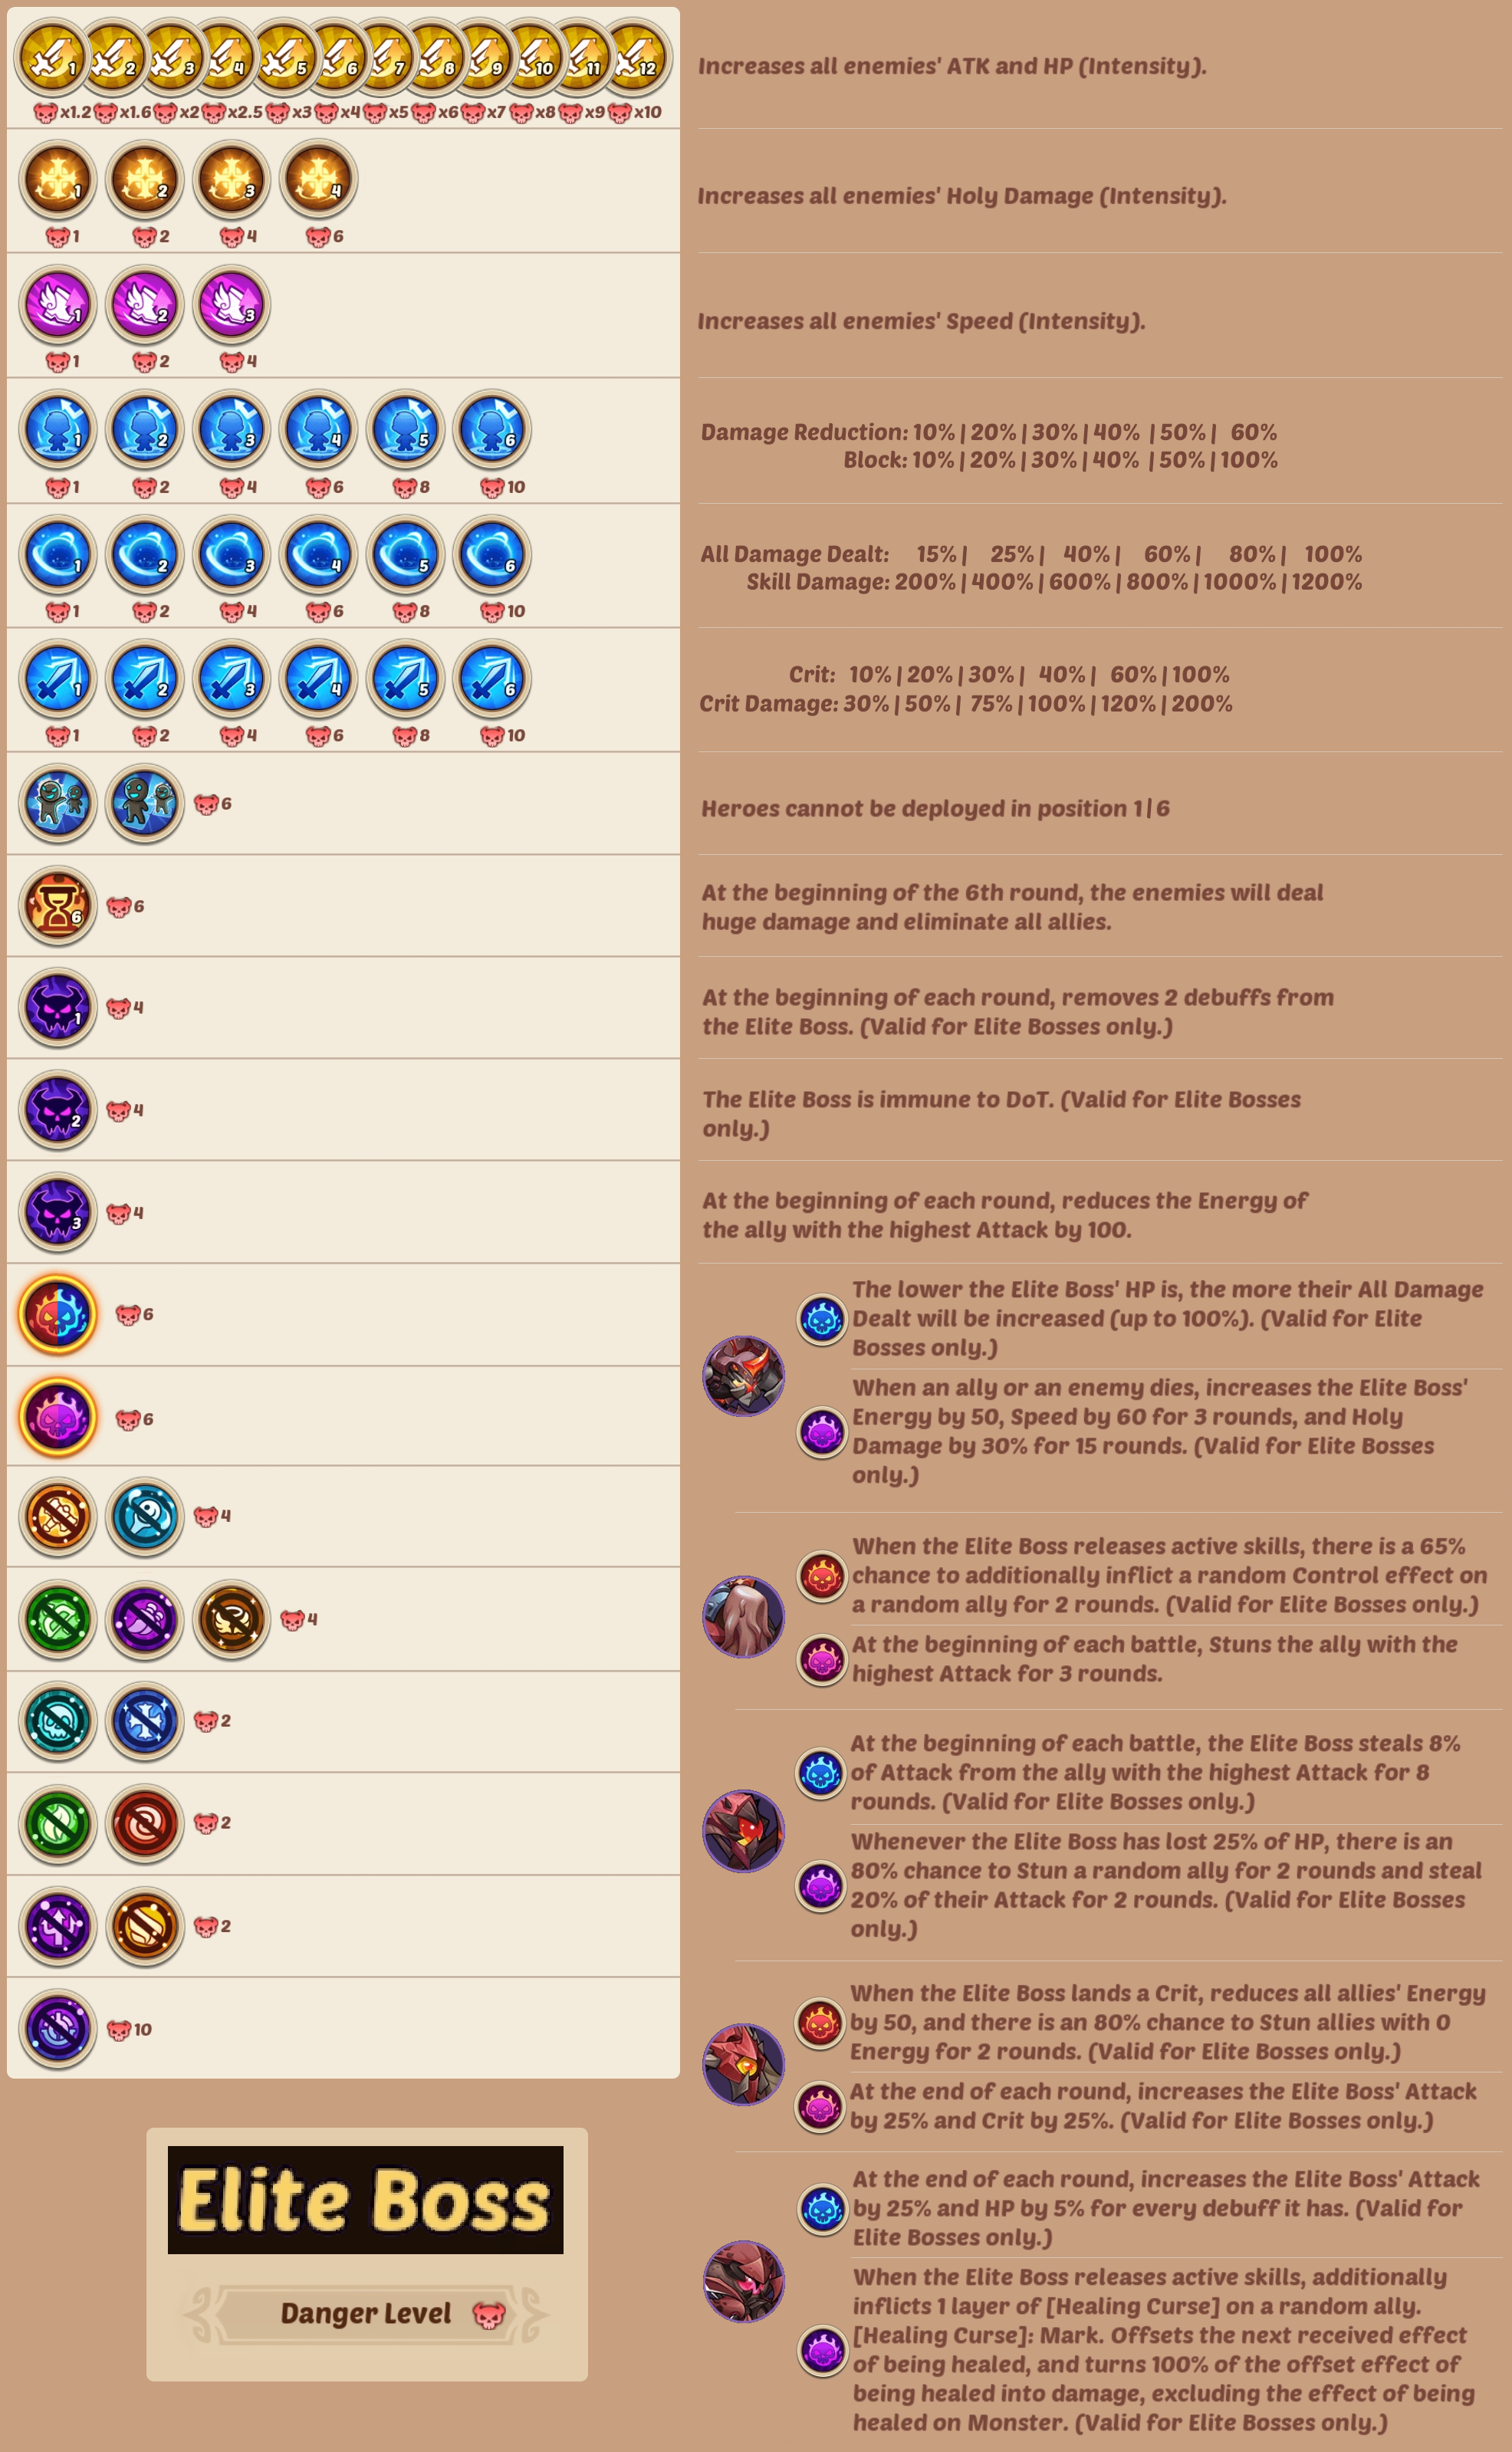 1 2 3 4 5 6 7 8 9 10 11 12
x1.2 x1.6 x2 x2.5 x3 x4 x5 x6 x7 x8 x9 x10
Increases all enemies' ATK and HP (Intensity).
1 2 3 4
1 2 4 6
Increases all enemies' Holy Damage (Intensity).
1 2 3
1 2 4
Increases all enemies' Speed (Intensity).
1 2 3 4 5 6
1 2 4 6 8 10
Damage Reduction: 10% | 20% | 30% | 40% | 50% | 60%
Block: 10% | 20% | 30% | 40% | 50% | 100%
1 2 3 4 5 6
1 2 4 6 8 10
All Damage Dealt: 15% | 25% | 40% | 60% | 80% | 100%
Skill Damage: 200% | 400% | 600% | 800% | 1000% | 1200%
1 2 3 4 5 6
1 2 4 6 8 10
Crit: 10% | 20% | 30% | 40% | 60% | 100%
Crit Damage: 30% | 50% | 75% | 100% | 120% | 200%
6
Heroes cannot be deployed in position 1|6
6 6
At the beginning of the 6th round, the enemies will deal
huge damage and eliminate all allies.
1 4
At the beginning of each round, removes 2 debuffs from
the Elite Boss. (Valid for Elite Bosses only.)
2 4
The Elite Boss is immune to DoT. (Valid for Elite Bosses
only.)
3 4
At the beginning of each round, reduces the Energy of
the ally with the highest Attack by 100.
6
6
4
4
2
2
2
10
The lower the Elite Boss' HP is, the more their All Damage
Dealt will be increased (up to 100%). (Valid for Elite
Bosses only.)
When an ally or an enemy dies, increases the Elite Boss'
Energy by 50, Speed by 60 for 3 rounds, and Holy
Damage by 30% for 15 rounds. (Valid for Elite Bosses
only.)
When the Elite Boss releases active skills, there is a 65%
chance to additionally inflict a random Control effect on
a random ally for 2 rounds. (Valid for Elite Bosses only.)
At the beginning of each battle, Stuns the ally with the
highest Attack for 3 rounds.
At the beginning of each battle, the Elite Boss steals 8%
of Attack from the ally with the highest Attack for 8
rounds. (Valid for Elite Bosses only.)
Whenever the Elite Boss has lost 25% of HP, there is an
80% chance to Stun a random ally for 2 rounds and steal
20% of their Attack for 2 rounds. (Valid for Elite Bosses
only.)
When the Elite Boss lands a Crit, reduces all allies' Energy
by 50, and there is an 80% chance to Stun allies with 0
Energy for 2 rounds. (Valid for Elite Bosses only.)
At the end of each round, increases the Elite Boss' Attack
by 25% and Crit by 25%. (Valid for Elite Bosses only.)
At the end of each round, increases the Elite Boss' Attack
by 25% and HP by 5% for every debuff it has. (Valid for
Elite Bosses only.)
When the Elite Boss releases active skills, additionally
inflicts 1 layer of [Healing Curse] on a random ally.
[Healing Curse]: Mark. Offsets the next received effect
of being healed, and turns 100% of the offset effect of
being healed into damage, excluding the effect of being
healed on Monster. (Valid for Elite Bosses only.)
Elite Boss
Danger Level